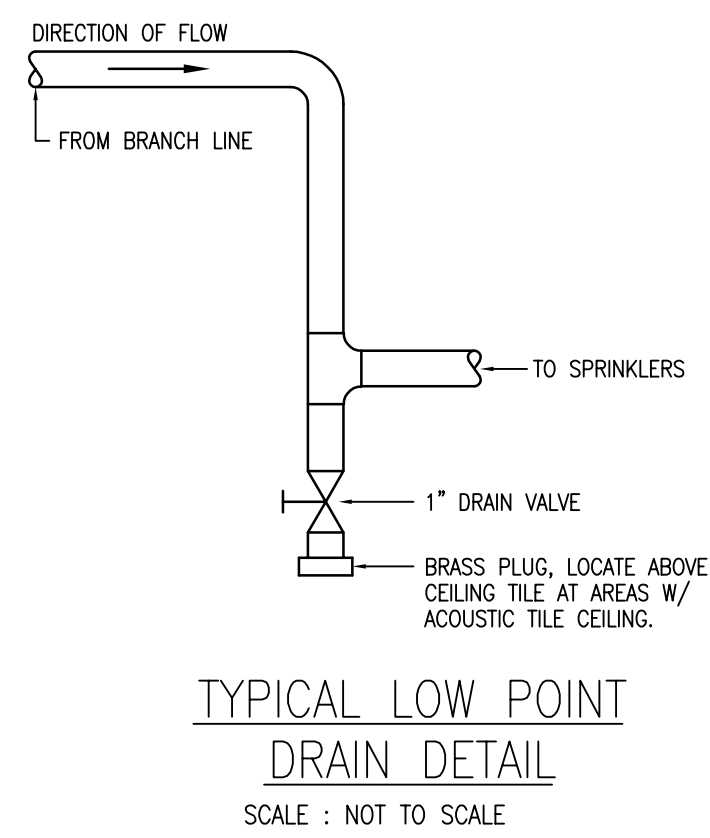 DIRECTION OF FLOW
FROM BRANCH LINE
TO SPRINKLERS
1" DRAIN VALVE
BRASS PLUG, LOCATE ABOVE
CEILING TILE AT AREAS W/
ACOUSTIC TILE CEILING.
TYPICAL LOW POINT
DRAIN DETAIL
SCALE : NOT TO SCALE